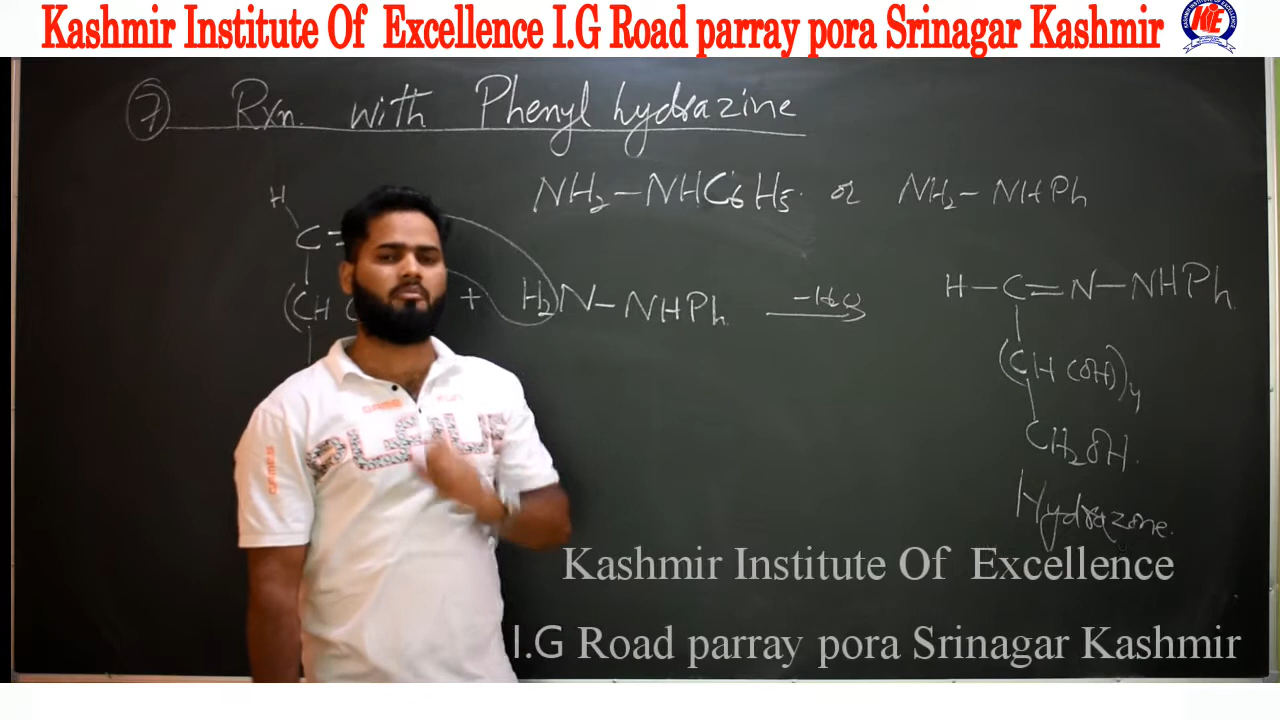 Kashmir Institute Of Excellence I.G Road parray pora Srinagar Kashmir
KIE
⑦ Rxn. with Phenyl hydrazine
NH₂ – NHC₆H₅. or NH₂ – NHPh
H
C =
(CH + H₂N – NHPh. –H₂O H – C = N – NHPh.
(CH(OH))₄
CH₂OH.
Hydrazone.
Kashmir Institute Of Excellence
I.G Road parray pora Srinagar Kashmir